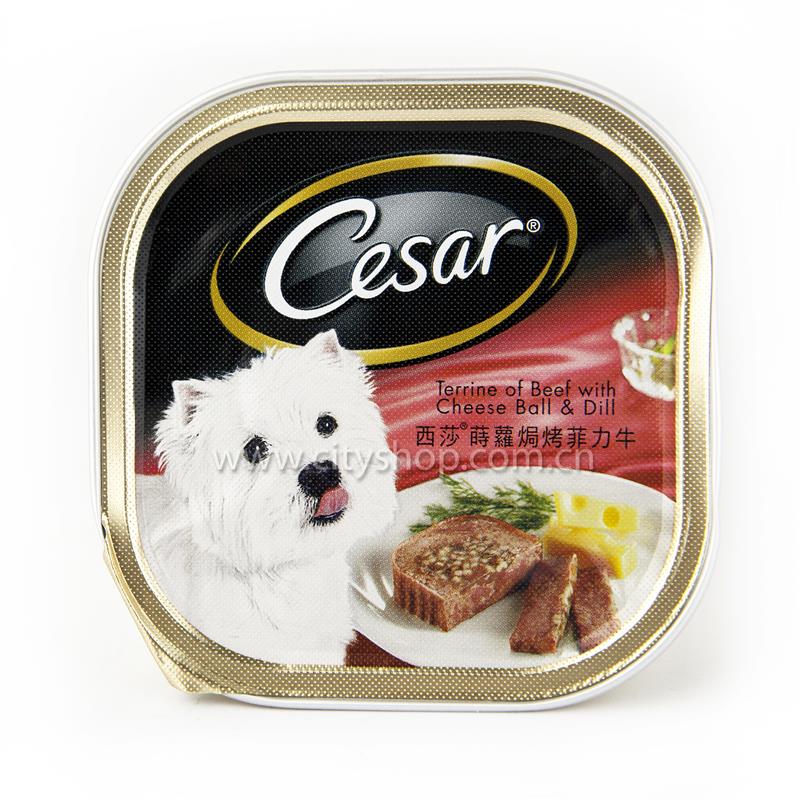 Cesar®
Terrine of Beef with
Cheese Ball & Dill
西莎®蒔蘿焗烤菲力牛
www.cityshop.com.cn